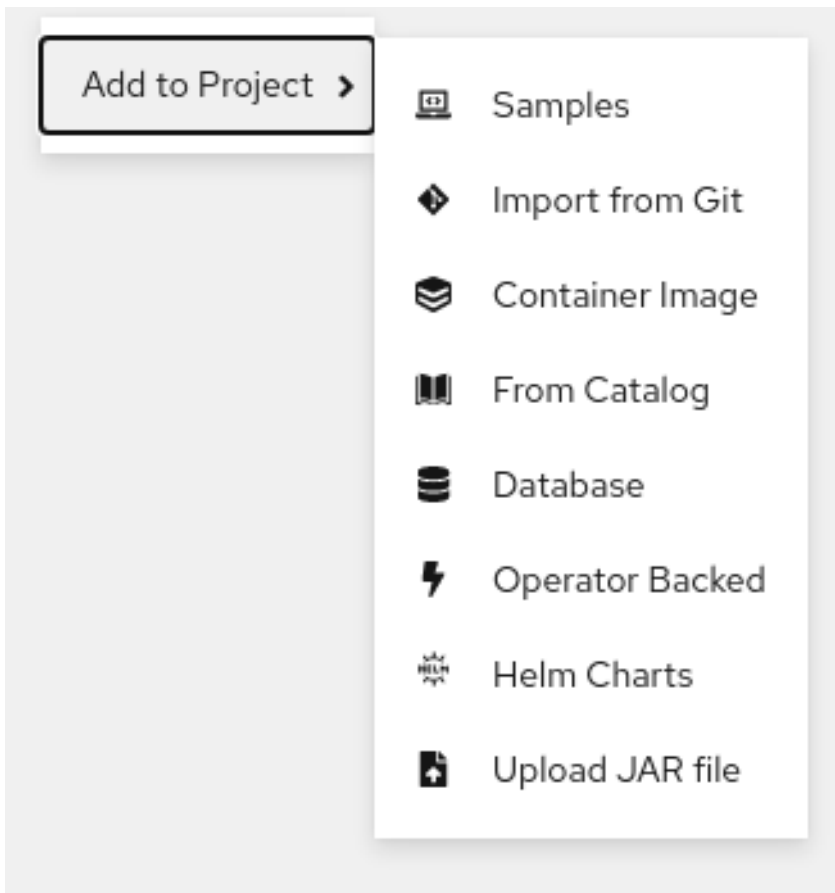 Add to Project
Samples
Import from Git
Container Image
From Catalog
Database
Operator Backed
HELM
Helm Charts
Upload JAR file